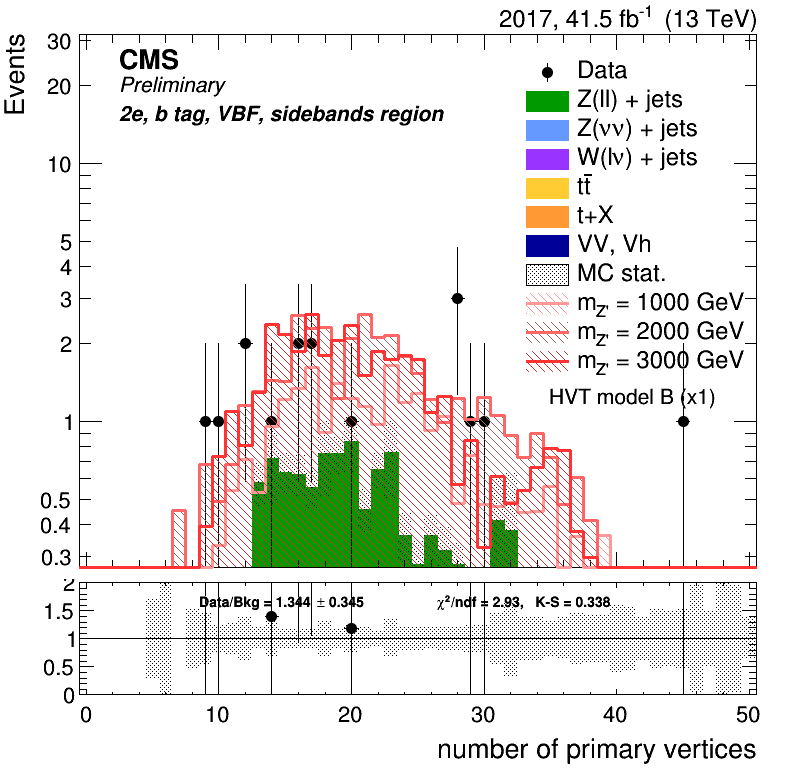 2017, 41.5 fb⁻¹ (13 TeV)
Events
CMS
Preliminary
2e, b tag, VBF, sidebands region
Data
Z(ll) + jets
Z(νν) + jets
W(lν) + jets
tt̄
t+X
VV, Vh
MC stat.
m_Z' = 1000 GeV
m_Z' = 2000 GeV
m_Z' = 3000 GeV
HVT model B (x1)
30
20
10
5
4
3
2
1
0.5
0.4
0.3
Data/Bkg = 1.344 ± 0.345 χ²/ndf = 2.93, K-S = 0.338
2
1.5
1
0.5
0
0 10 20 30 40 50
number of primary vertices